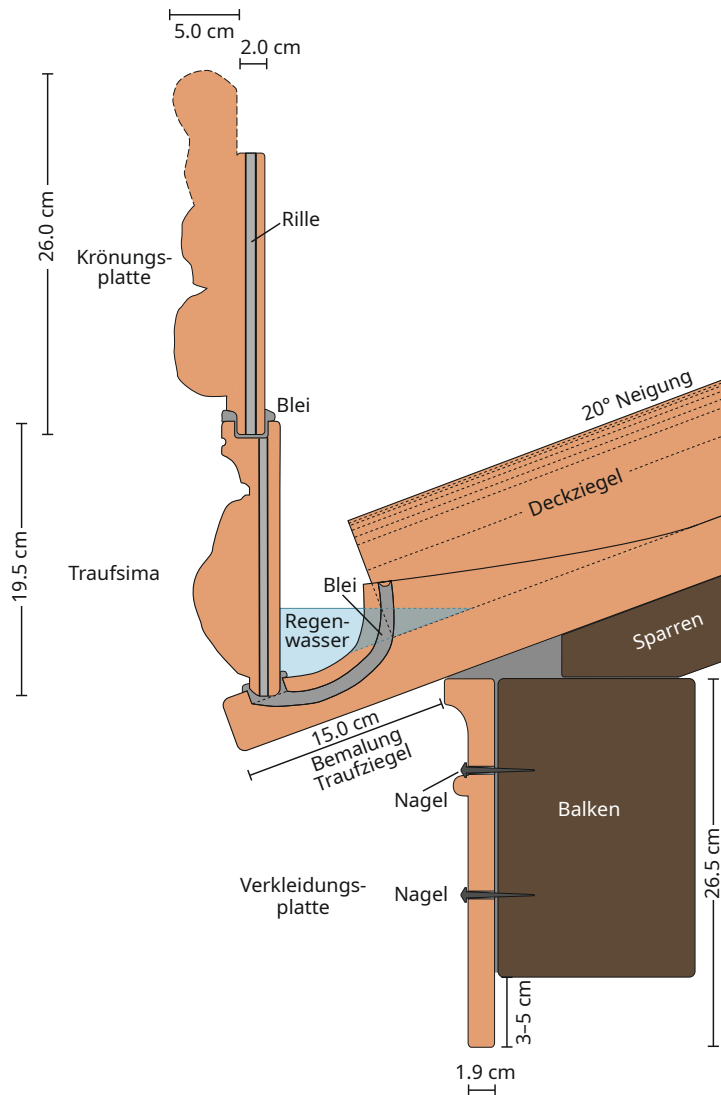 5.0 cm
2.0 cm
26.0 cm
Rille
Krönungs-
platte
Blei
20° Neigung
Deckziegel
19.5 cm
Traufsima
Blei
Regen-
wasser
Sparren
15.0 cm
Bemalung
Traufziegel
Nagel
Balken
26.5 cm
Verkleidungs-
platte
Nagel
3–5 cm
1.9 cm